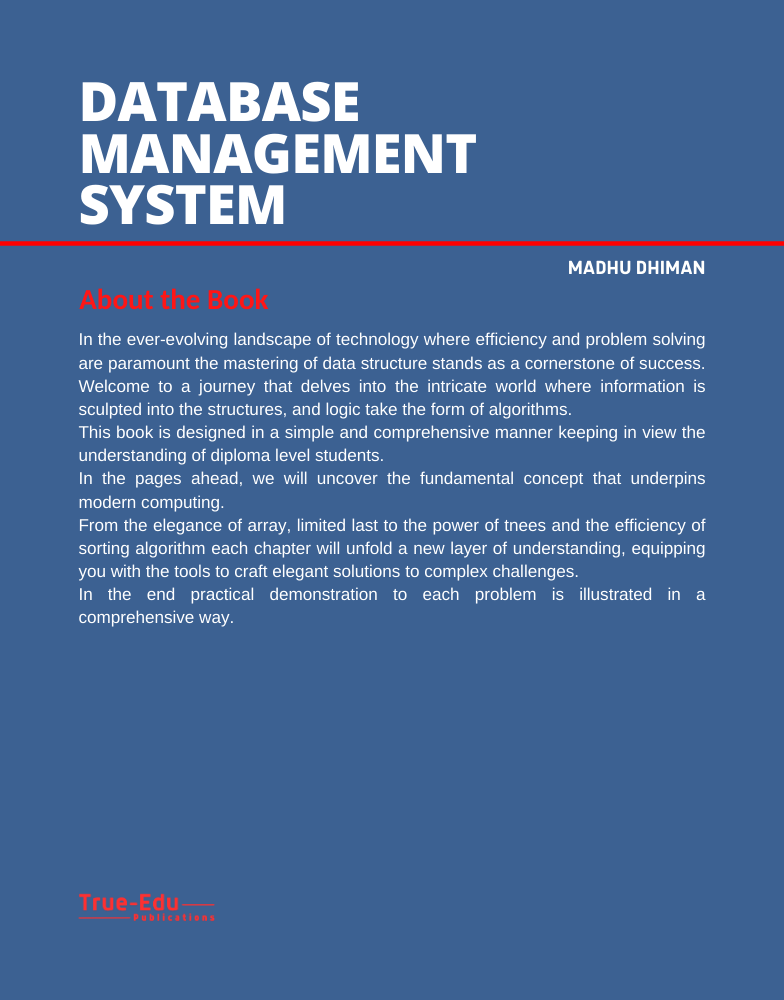 DATABASE
MANAGEMENT
SYSTEM
MADHU DHIMAN
About the Book
In the ever-evolving landscape of technology where efficiency and problem solving
are paramount the mastering of data structure stands as a cornerstone of success.
Welcome to a journey that delves into the intricate world where information is
sculpted into the structures, and logic take the form of algorithms.
This book is designed in a simple and comprehensive manner keeping in view the
understanding of diploma level students.
In the pages ahead, we will uncover the fundamental concept that underpins
modern computing.
From the elegance of array, limited last to the power of tnees and the efficiency of
sorting algorithm each chapter will unfold a new layer of understanding, equipping
you with the tools to craft elegant solutions to complex challenges.
In the end practical demonstration to each problem is illustrated in a
comprehensive way.
True-Edu
Publications